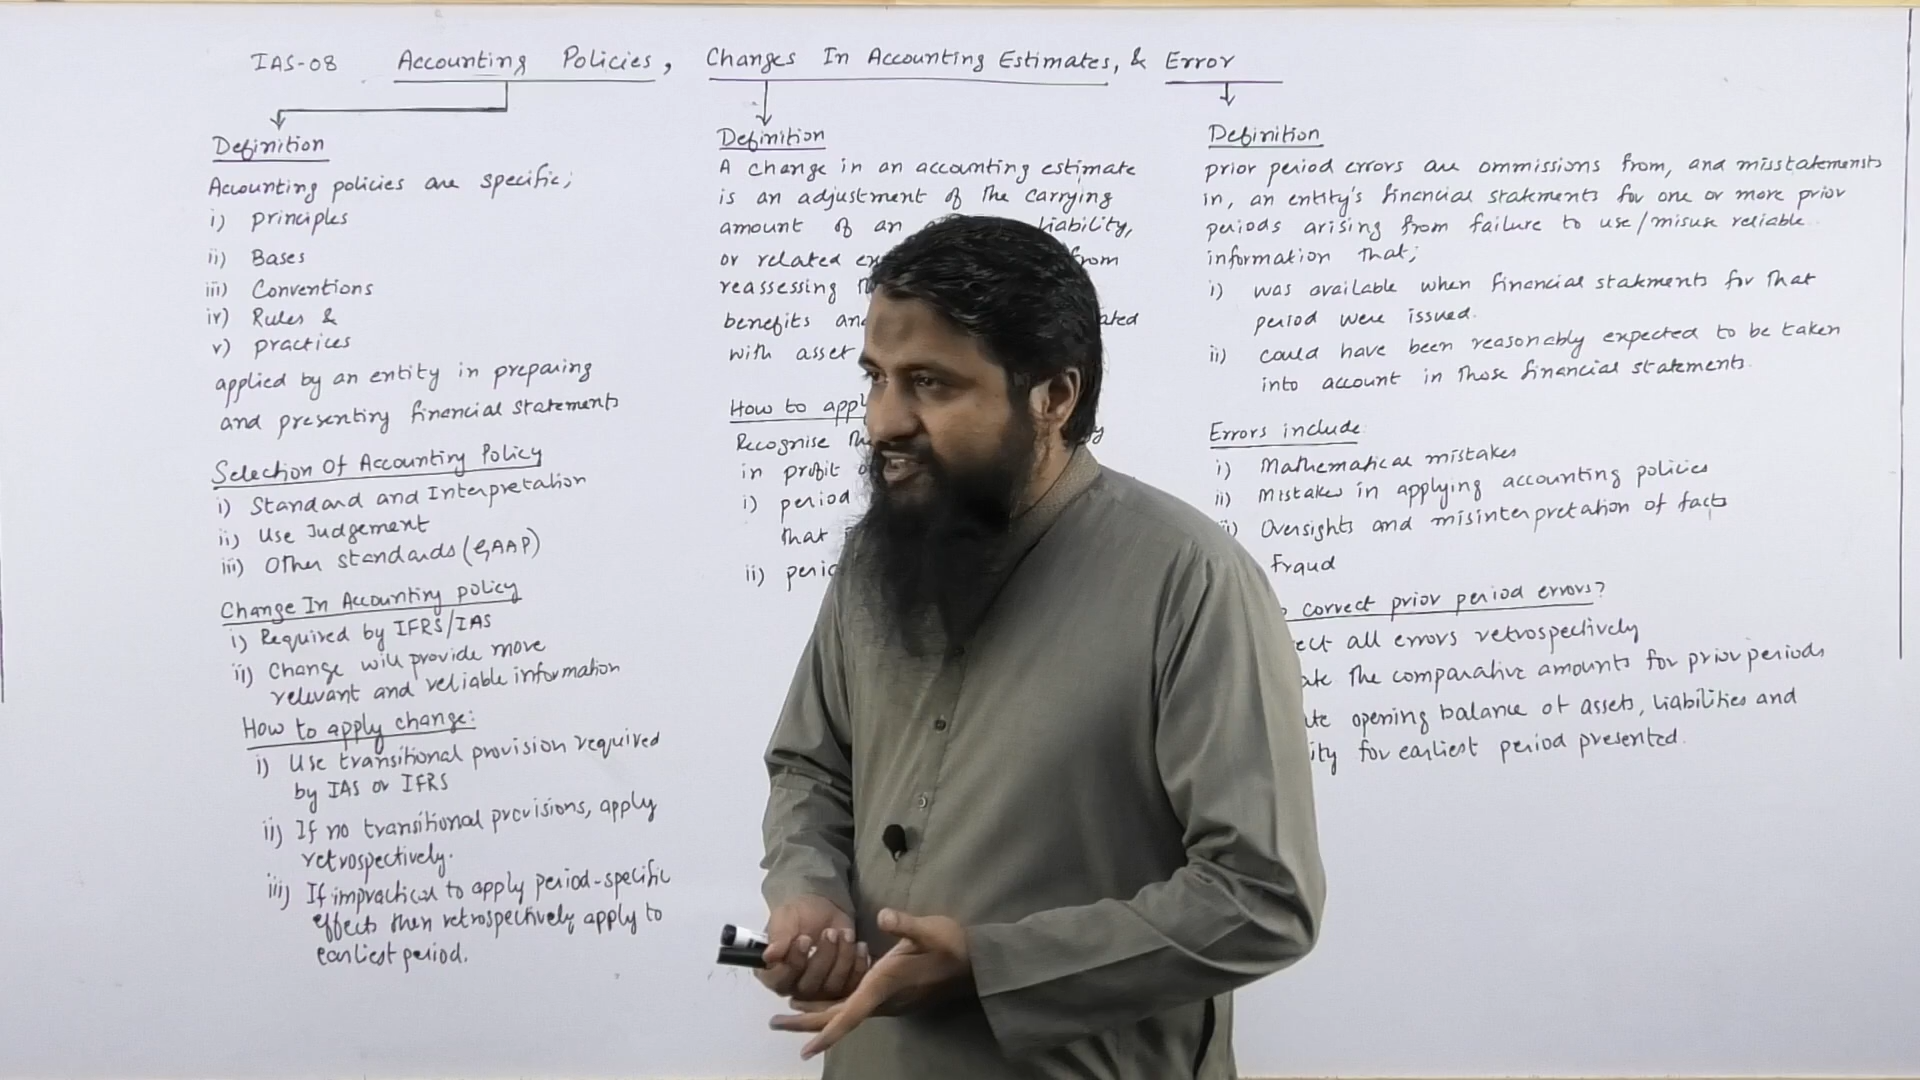 IAS-08 Accounting Policies, Changes In Accounting Estimates, & Error
Definition
Accounting policies are specific;
i) principles
ii) Bases
iii) Conventions
iv) Rules &
v) practices
applied by an entity in preparing
and presenting financial statements
Selection Of Accounting Policy
i) Standard and Interpretation
ii) Use Judgement
iii) Other standards (GAAP)
Change In Accounting policy
i) Required by IFRS/IAS
ii) Change will provide more
relevant and reliable information
How to apply change:
i) Use transitional provision required
by IAS or IFRS
ii) If no transitional provisions, apply
retrospectively.
iii) If impractical to apply period-specific
effects then retrospectively apply to
earliest period.
Definition
A change in an accounting estimate
is an adjustment of the carrying
amount of an liability,
or related from
reassessing
benefits
with asset
How to
Recognise
in profit
i) period
that
ii)
Definition
prior period errors are ommissions from, and misstatemensts
in, an entity's financial statements for one or more prior
periods arising from failure to use/misuse reliable
information that;
i) was available when financial statements for that
period were issued.
ii) could have been reasonably expected to be taken
into account in those financial statements.
Errors include
i) Mathematical mistakes
ii) Mistakes in applying accounting policies
Oversights and misinterpretation of facts
Fraud
correct prior period errors?
all errors retrospectively
the comparative amounts for prior periods
opening balance of assets, liabilities and
for earliest period presented.